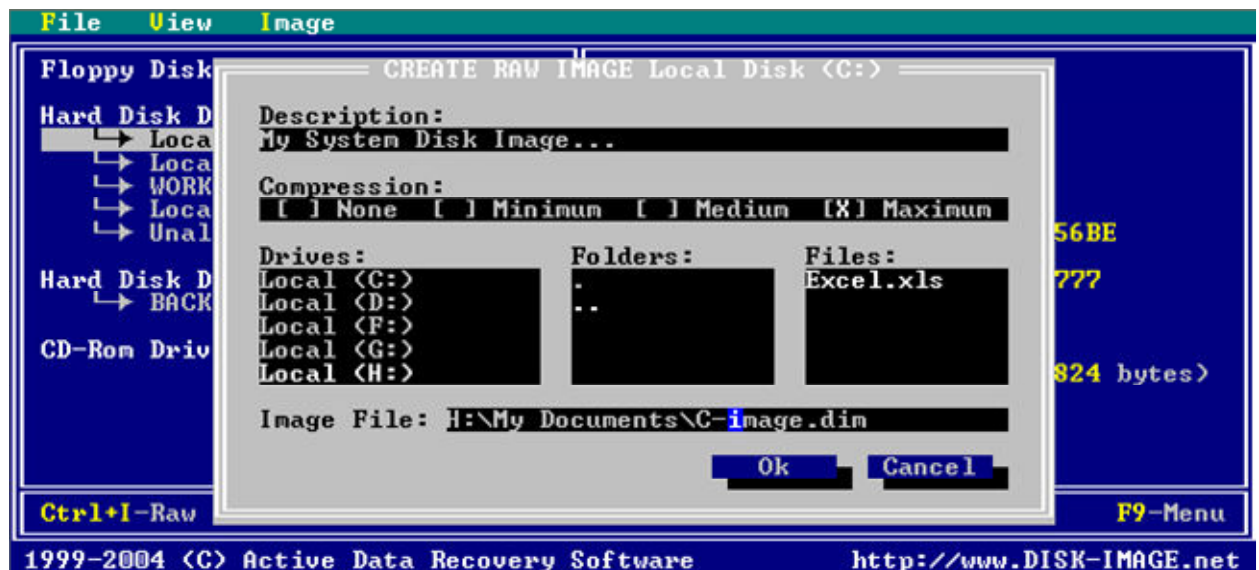 File View Image
Floppy Disk
CREATE RAW IMAGE Local Disk (C:)
Hard Disk D
Loca
Loca
WORK
Loca
Unal
Hard Disk D
BACK
CD-Rom Driv
Description:
My System Disk Image...
Compression:
[ ] None [ ] Minimum [ ] Medium [X] Maximum
Drives: Folders: Files:
Local (C:) . Excel.xls
Local (D:) ..
Local (F:)
Local (G:)
Local (H:)
Image File: H:\My Documents\C-image.dim
Ok Cancel
56BE
777
824 bytes)
Ctrl+I-Raw F9-Menu
1999-2004 (C) Active Data Recovery Software http://www.DISK-IMAGE.net